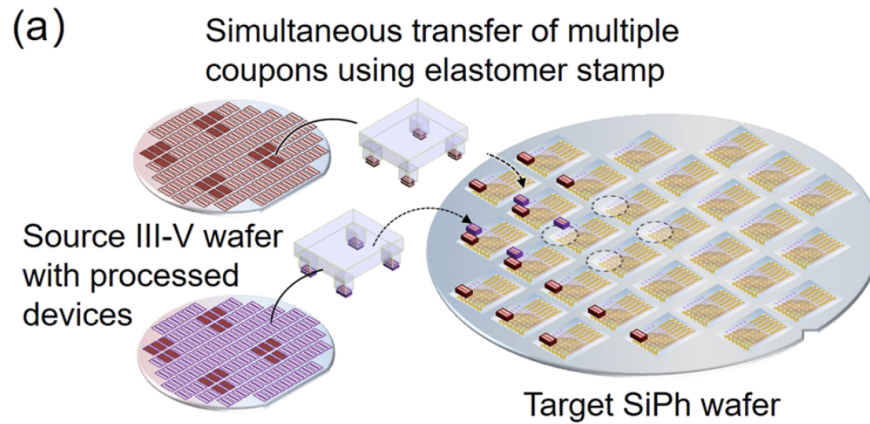 (a)
Simultaneous transfer of multiple
coupons using elastomer stamp
Source III-V wafer
with processed
devices
Target SiPh wafer